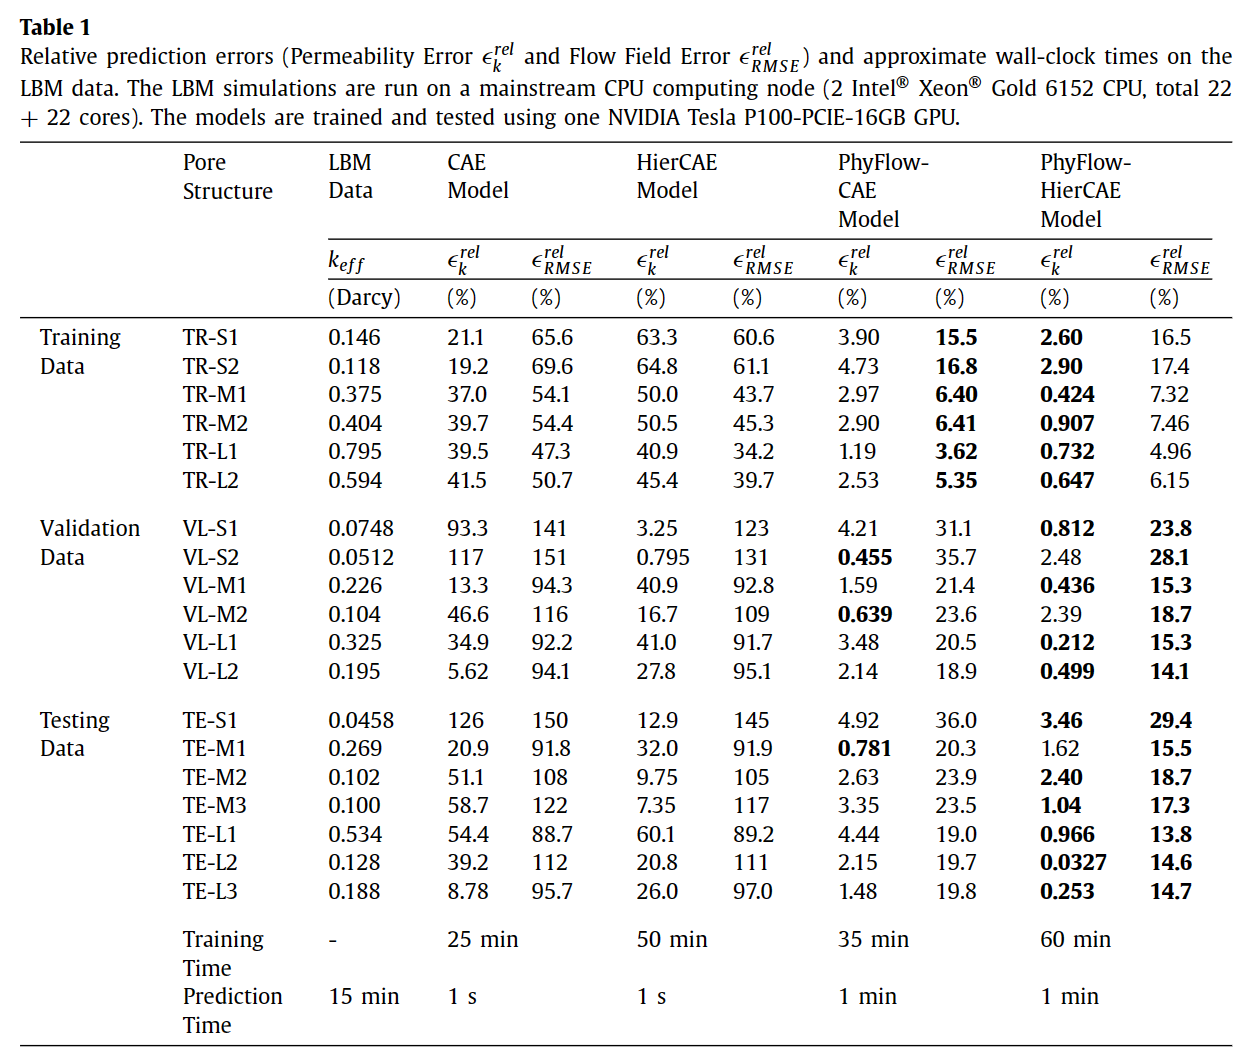 Table 1
Relative prediction errors (Permeability Error ϵ_k^{rel} and Flow Field Error ϵ_{RMSE}^{rel}) and approximate wall-clock times on the
LBM data. The LBM simulations are run on a mainstream CPU computing node (2 Intel® Xeon® Gold 6152 CPU, total 22
+ 22 cores). The models are trained and tested using one NVIDIA Tesla P100-PCIE-16GB GPU.
Pore LBM CAE HierCAE PhyFlow- PhyFlow-
Structure Data Model Model CAE HierCAE
Model Model
k_{eff} ϵ_k^{rel} ϵ_{RMSE}^{rel} ϵ_k^{rel} ϵ_{RMSE}^{rel} ϵ_k^{rel} ϵ_{RMSE}^{rel} ϵ_k^{rel} ϵ_{RMSE}^{rel}
(Darcy) (%) (%) (%) (%) (%) (%) (%) (%)
Training TR-S1 0.146 21.1 65.6 63.3 60.6 3.90 15.5 2.60 16.5
Data TR-S2 0.118 19.2 69.6 64.8 61.1 4.73 16.8 2.90 17.4
TR-M1 0.375 37.0 54.1 50.0 43.7 2.97 6.40 0.424 7.32
TR-M2 0.404 39.7 54.4 50.5 45.3 2.90 6.41 0.907 7.46
TR-L1 0.795 39.5 47.3 40.9 34.2 1.19 3.62 0.732 4.96
TR-L2 0.594 41.5 50.7 45.4 39.7 2.53 5.35 0.647 6.15
Validation VL-S1 0.0748 93.3 141 3.25 123 4.21 31.1 0.812 23.8
Data VL-S2 0.0512 117 151 0.795 131 0.455 35.7 2.48 28.1
VL-M1 0.226 13.3 94.3 40.9 92.8 1.59 21.4 0.436 15.3
VL-M2 0.104 46.6 116 16.7 109 0.639 23.6 2.39 18.7
VL-L1 0.325 34.9 92.2 41.0 91.7 3.48 20.5 0.212 15.3
VL-L2 0.195 5.62 94.1 27.8 95.1 2.14 18.9 0.499 14.1
Testing TE-S1 0.0458 126 150 12.9 145 4.92 36.0 3.46 29.4
Data TE-M1 0.269 20.9 91.8 32.0 91.9 0.781 20.3 1.62 15.5
TE-M2 0.102 51.1 108 9.75 105 2.63 23.9 2.40 18.7
TE-M3 0.100 58.7 122 7.35 117 3.35 23.5 1.04 17.3
TE-L1 0.534 54.4 88.7 60.1 89.2 4.44 19.0 0.966 13.8
TE-L2 0.128 39.2 112 20.8 111 2.15 19.7 0.0327 14.6
TE-L3 0.188 8.78 95.7 26.0 97.0 1.48 19.8 0.253 14.7
Training - 25 min 50 min 35 min 60 min
Time
Prediction 15 min 1 s 1 s 1 min 1 min
Time